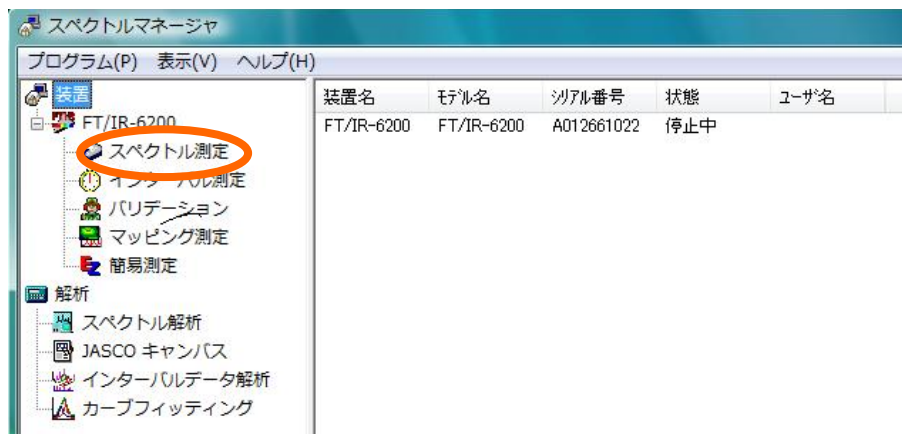 スペクトルマネージャ
プログラム(P) 表示(V) ヘルプ(H)
装置
FT/IR-6200
スペクトル測定
インターバル測定
バリデーション
マッピング測定
簡易測定
解析
スペクトル解析
JASCO キャンバス
インターバルデータ解析
カーブフィッティング
装置名 モデル名 シリアル番号 状態 ユーザ名
FT/IR-6200 FT/IR-6200 A012661022 停止中